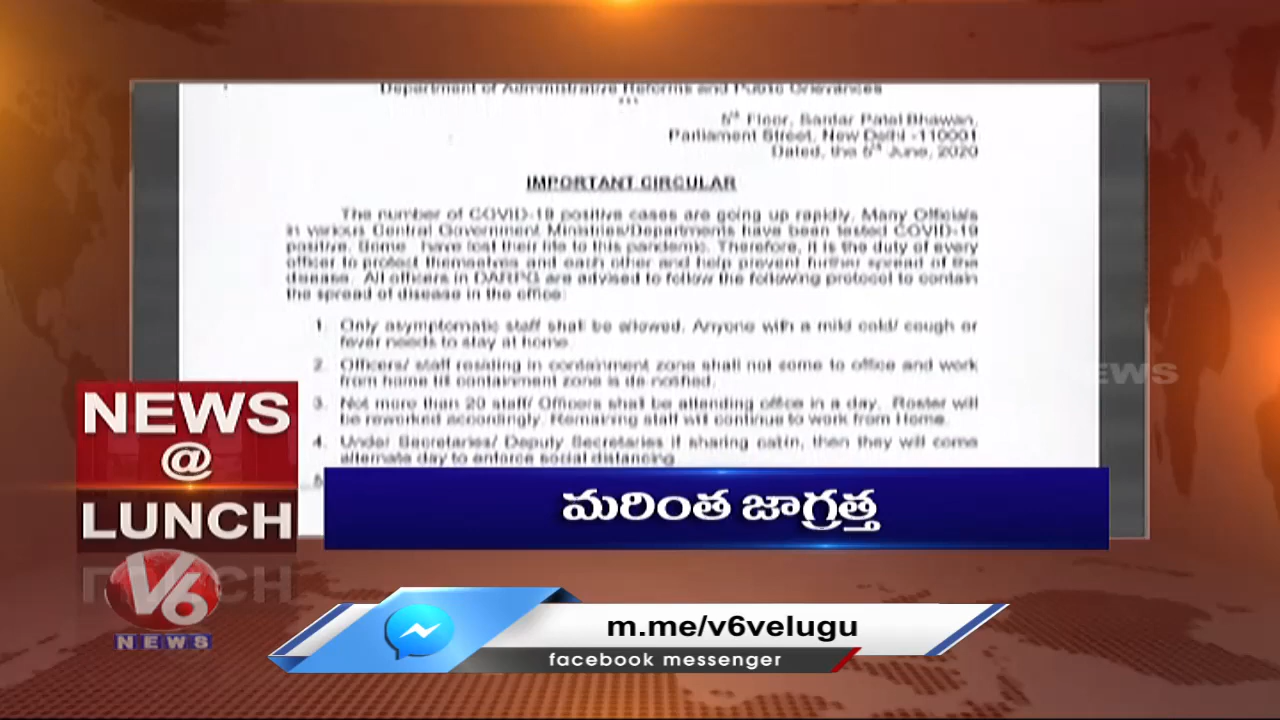 Department of Administrative Reforms and Public Grievances
***
5th Floor, Sardar Patel Bhawan,
Parliament Street, New Delhi -110001
Dated, the 5th June, 2020
IMPORTANT CIRCULAR
The number of COVID-19 positive cases are going up rapidly. Many Officials
in various Central Government Ministries/Departments have been tested COVID-19
positive. Some have lost their life to this pandemic. Therefore, it is the duty of every
officer to protect themselves and each other and help prevent further spread of the
disease. All officers in DARPG are advised to follow the following protocol to contain
the spread of disease in the office:
1. Only asymptomatic staff shall be allowed. Anyone with a mild cold/ cough or
fever needs to stay at home.
2. Officers/ staff residing in containment zone shall not come to office and work
from home till containment zone is de notified.
3. Not more than 20 staff/ Officers shall be attending office in a day. Roster will
be reworked accordingly. Remaining staff will continue to work from Home.
4. Under Secretaries/ Deputy Secretaries if sharing cabin, then they will come
alternate day to enforce social distancing
5.
NEWS
NEWS
@
LUNCH
మరింత జాగ్రత్త
V6
NEWS
m.me/v6velugu
facebook messenger